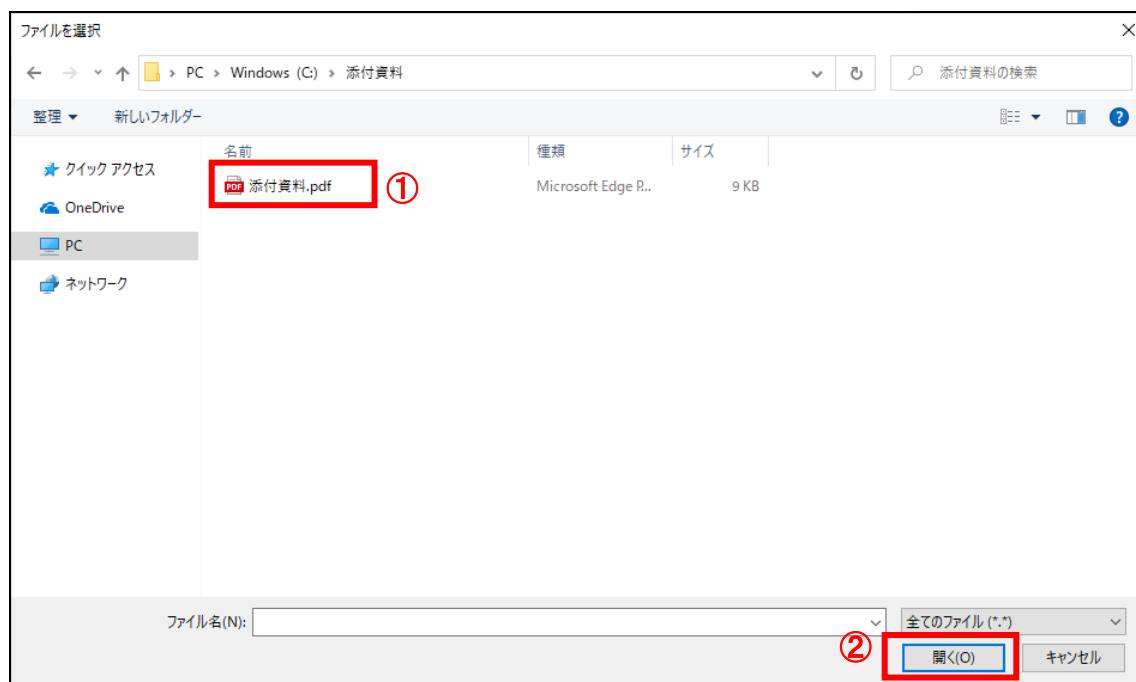 ファイルを選択
PC › Windows (C:) › 添付資料
添付資料の検索
整理
新しいフォルダー
?
クイック アクセス
OneDrive
PC
ネットワーク
名前
種類
サイズ
PDF 添付資料.pdf
①
Microsoft Edge P...
9 KB
ファイル名(N):
全てのファイル (*.*)
②
開く(O)
キャンセル